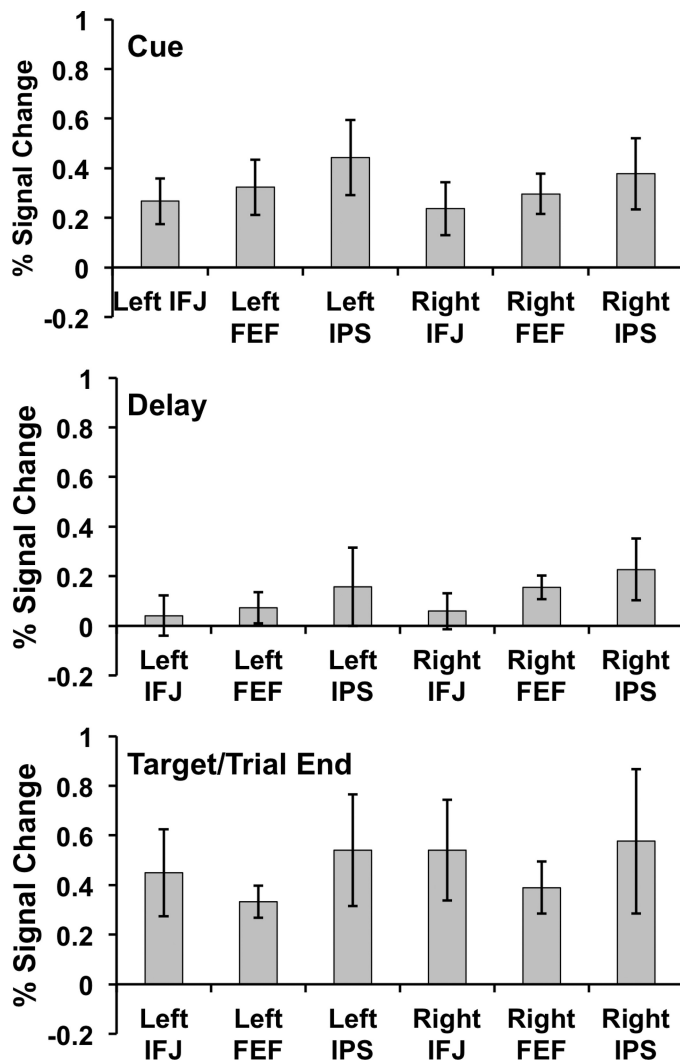 Cue
% Signal Change
1
0.8
0.6
0.4
0.2
0
-0.2
Left IFJ Left Left Right Right Right
FEF IPS IFJ FEF IPS
Delay
% Signal Change
1
0.8
0.6
0.4
0.2
0
-0.2
Left Left Left Right Right Right
IFJ FEF IPS IFJ FEF IPS
Target/Trial End
% Signal Change
1
0.8
0.6
0.4
0.2
0
-0.2
Left Left Left Right Right Right
IFJ FEF IPS IFJ FEF IPS